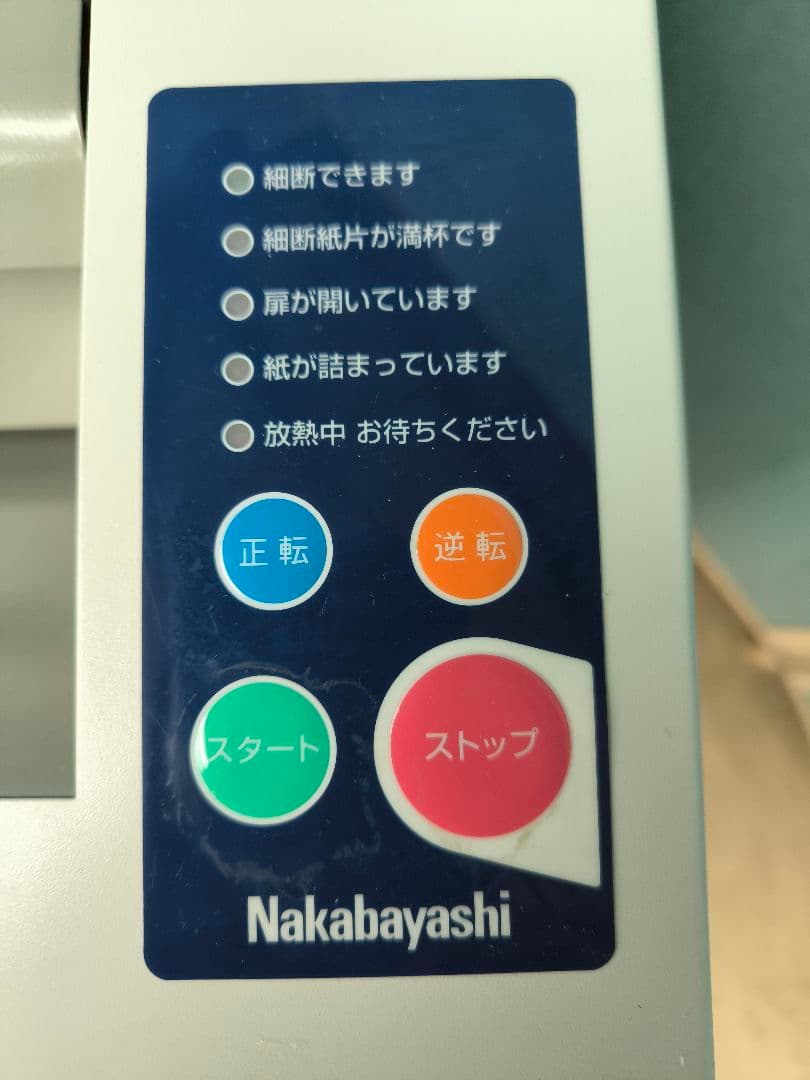 細断できます
細断紙片が満杯です
扉が開いています
紙が詰まっています
放熱中 お待ちください
正転 逆転
スタート ストップ
Nakabayashi